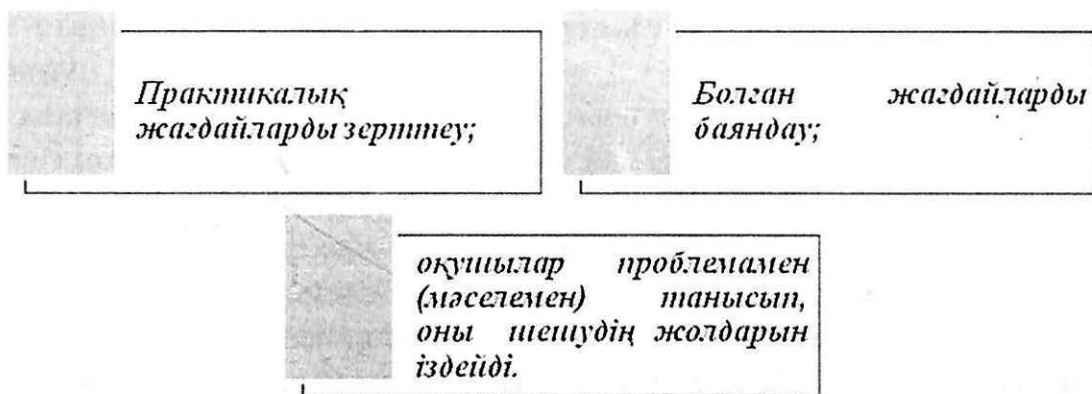 Практикалық
жағдайларды зерттеу;
Болған жағдайларды
баяндау;
оқушылар проблемамен
(мәселемен) танысып,
оны шешудің жолдарын
іздейді.